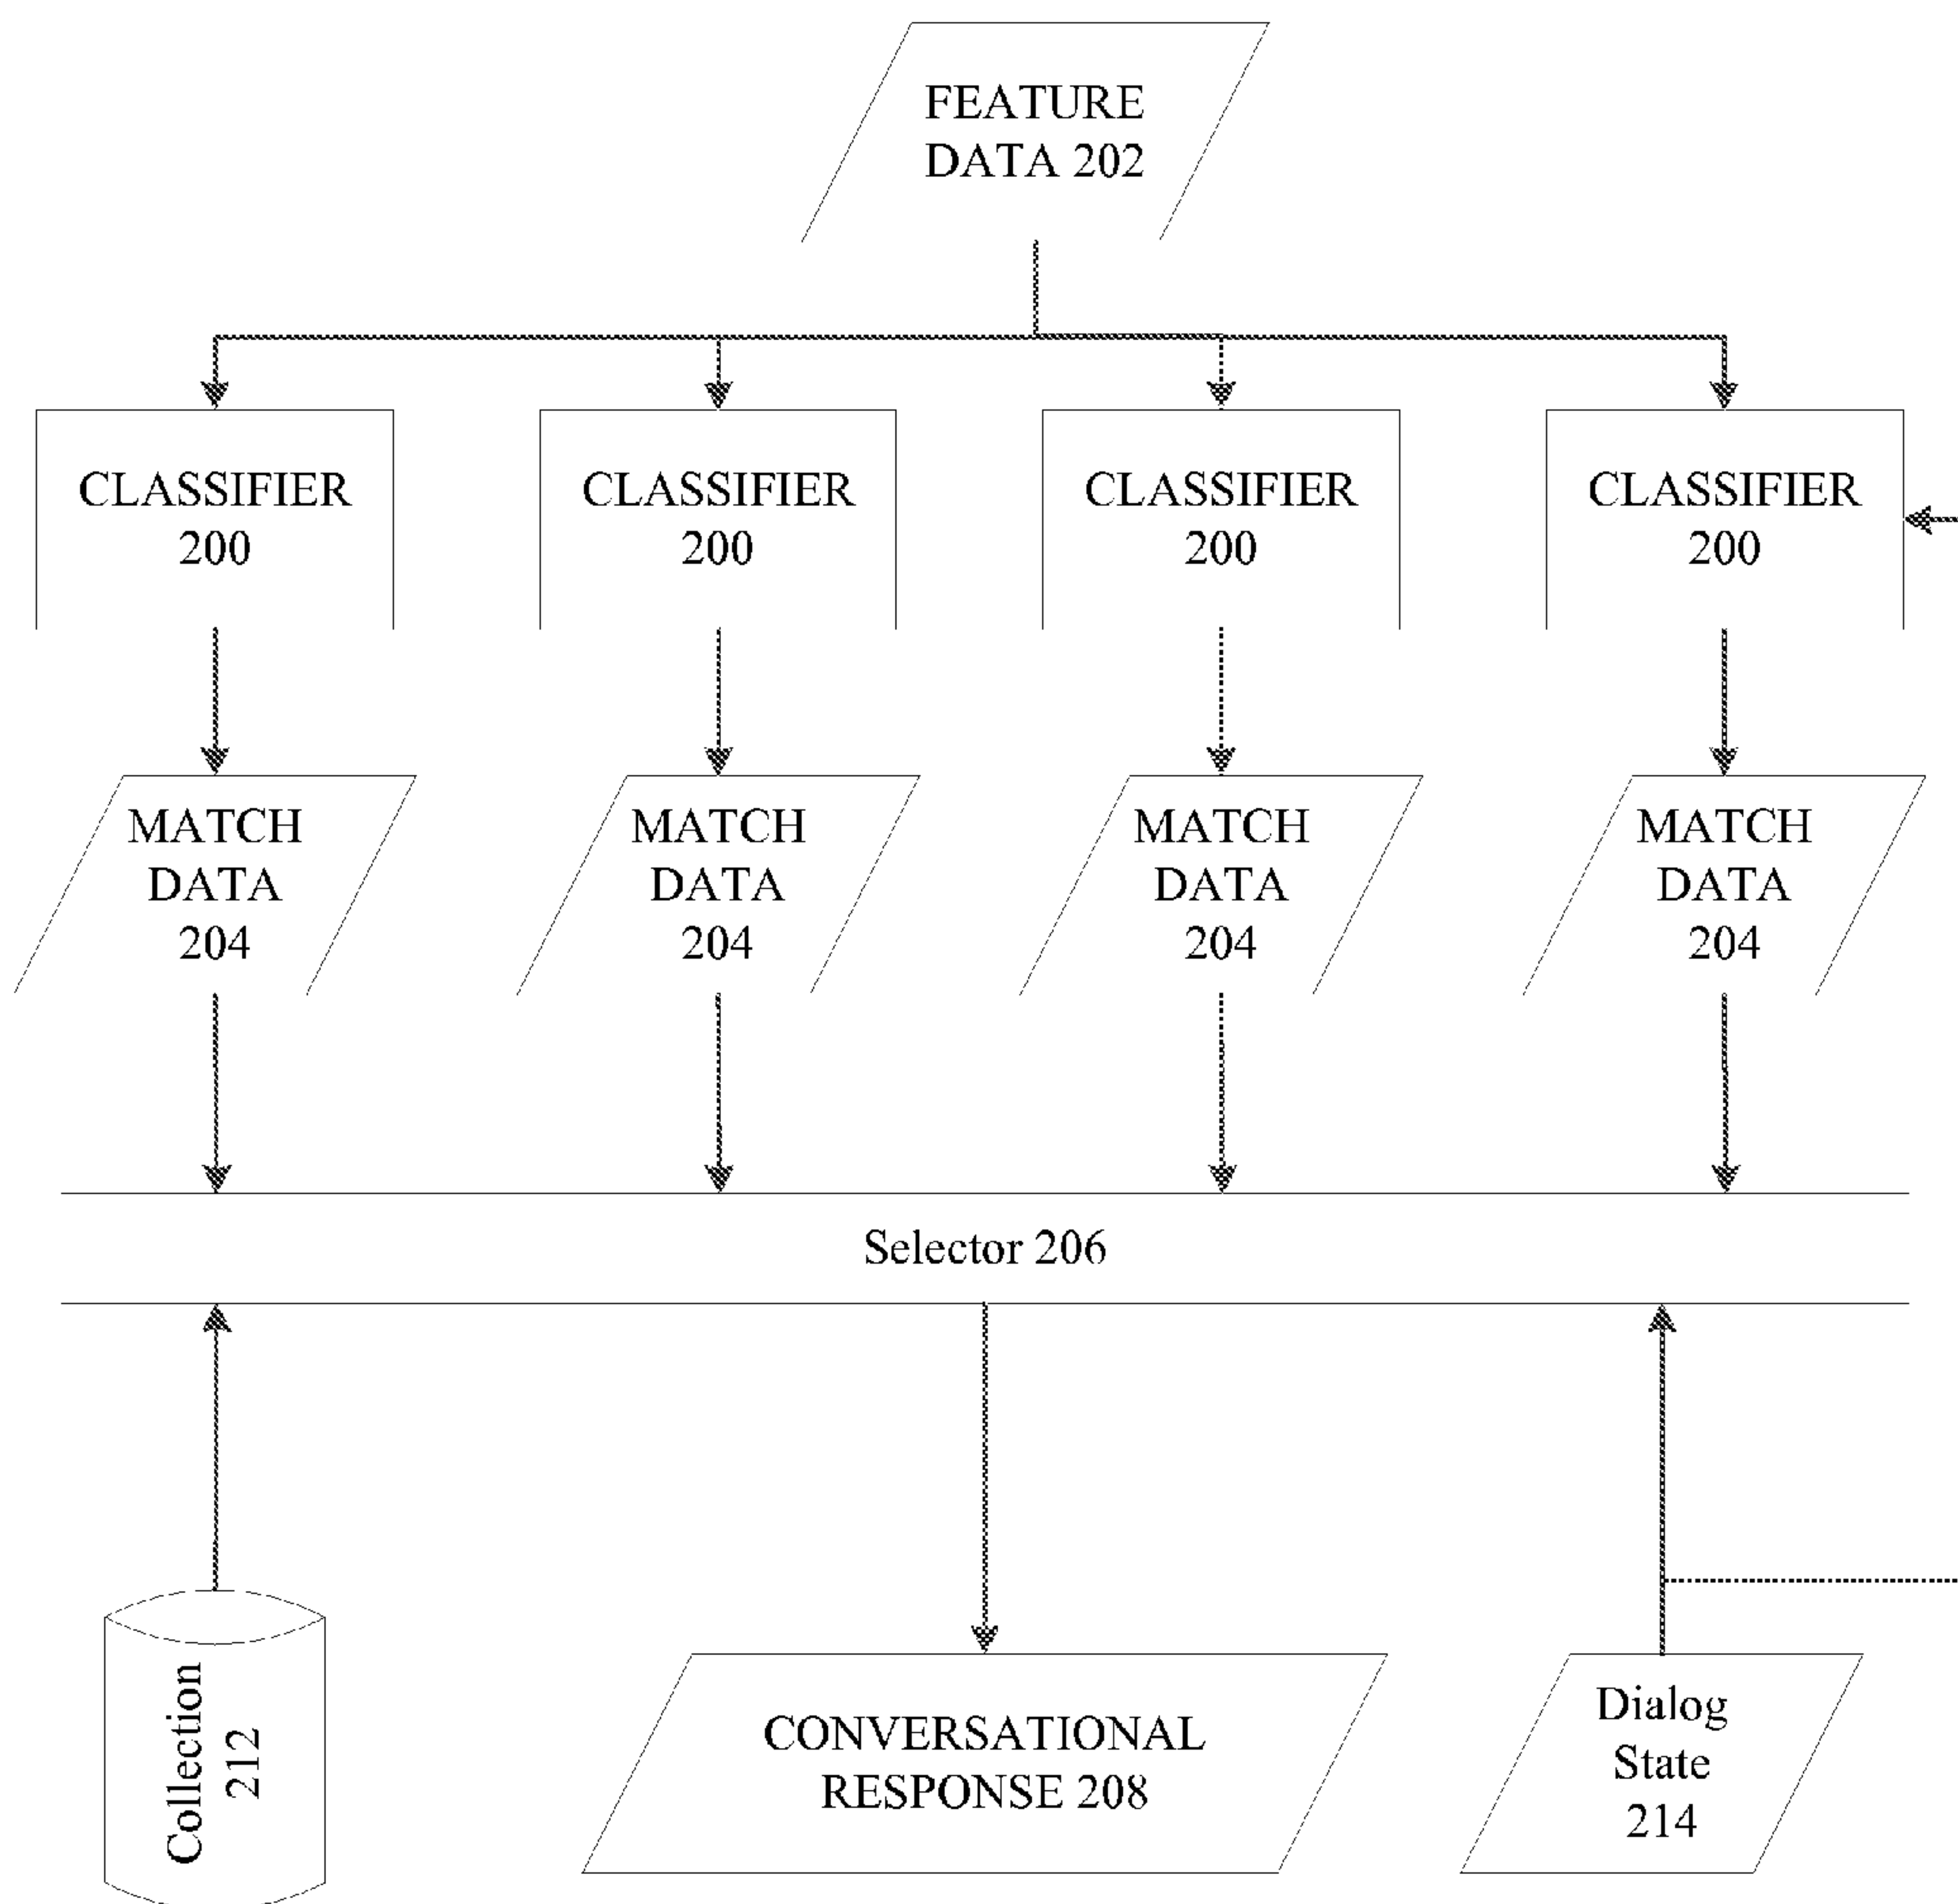 FEATURE
DATA 202
CLASSIFIER
200
CLASSIFIER
200
CLASSIFIER
200
CLASSIFIER
200
MATCH
DATA
204
MATCH
DATA
204
MATCH
DATA
204
MATCH
DATA
204
Selector 206
Collection
212
CONVERSATIONAL
RESPONSE 208
Dialog
State
214